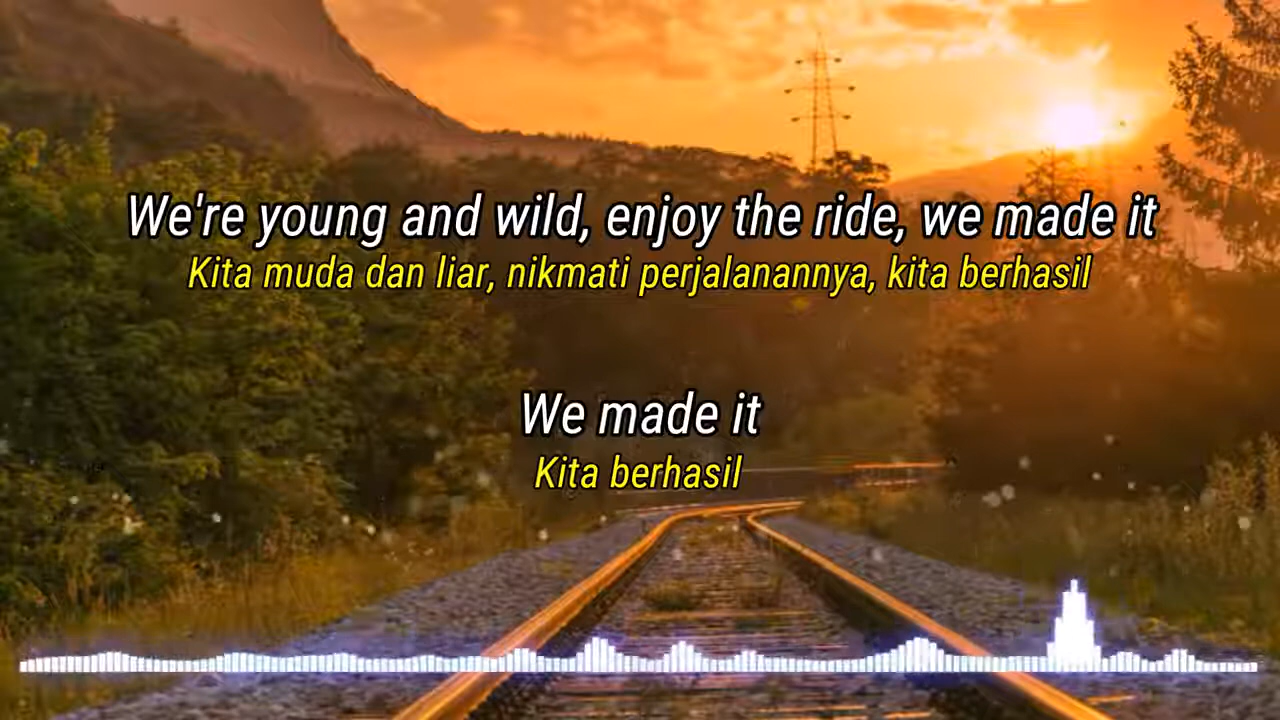 We're young and wild, enjoy the ride, we made it
Kita muda dan liar, nikmati perjalanannya, kita berhasil
We made it
Kita berhasil